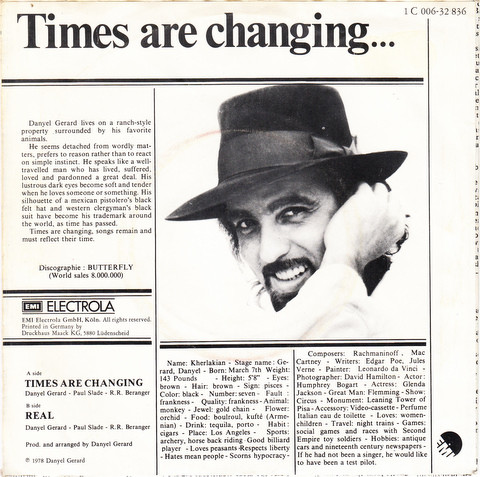 Times are changing...
1 C 006-32 836
Danyel Gerard lives on a ranch-style
property surrounded by his favorite
animals.
He seems detached from wordly mat-
ters, prefers to reason rather than to react
on simple instinct. He speaks like a well-
travelled man who has lived, suffered,
loved and pardonned a great deal. His
lustrous dark eyes become soft and tender
when he loves someone or something. His
silhouette of a mexican pistolero's black
felt hat and western clergyman's black
suit have become his trademark around
the world, as time has passed.
Times are changing, songs remain and
must reflect their time.
Discographie : BUTTERFLY
(World sales 8.000.000)
EMI ELECTROLA
EMI Electrola GmbH, Köln. All rights reserved.
Printed in Germany by
Druckhaus Maack KG, 5880 Lüdenscheid
A side
TIMES ARE CHANGING
Danyel Gerard - Paul Slade - R.R. Beranger
B side
REAL
Danyel Gerard - Paul Slade - R.R. Beranger
Prod. and arranged by Danyel Gerard
℗ 1978 Danyel Gerard
Name: Kherlakian - Stage name: Ge-
rard, Danyel - Born: March 7th Weight:
143 Pounds - Height: 5'8" - Eyes:
brown - Hair: brown - Sign: pisces -
Color: black - Number: seven - Fault :
frankness - Quality: frankness - Animal:
monkey - Jewel: gold chain - Flower:
orchid - Food: boulroul, kufté (Arme-
nian) - Drink: tequila, porto - Habit :
cigars - Place: Los Angeles - Sports:
archery, horse back riding Good billiard
player - Loves peasants-Respects liberty
- Hates mean people - Scorns hypocracy-
Composers: Rachmaninoff, Mac
Cartney - Writers: Edgar Poe, Jules
Verne - Painter: Leonardo da Vinci -
Photographer: David Hamilton - Actor:
Humphrey Bogart - Actress: Glenda
Jackson - Great Man: Flemming - Show:
Circus - Monument: Leaning Tower of
Pisa - Accessory: Video-cassette - Perfume
Italian eau de toilette - Loves: women-
children - Travel: night trains - Games:
social games and races with Second
Empire toy soldiers - Hobbies: antique
cars and nineteenth century newspapers -
If he had not been a singer, he would like
to have been a test pilot.
EMI